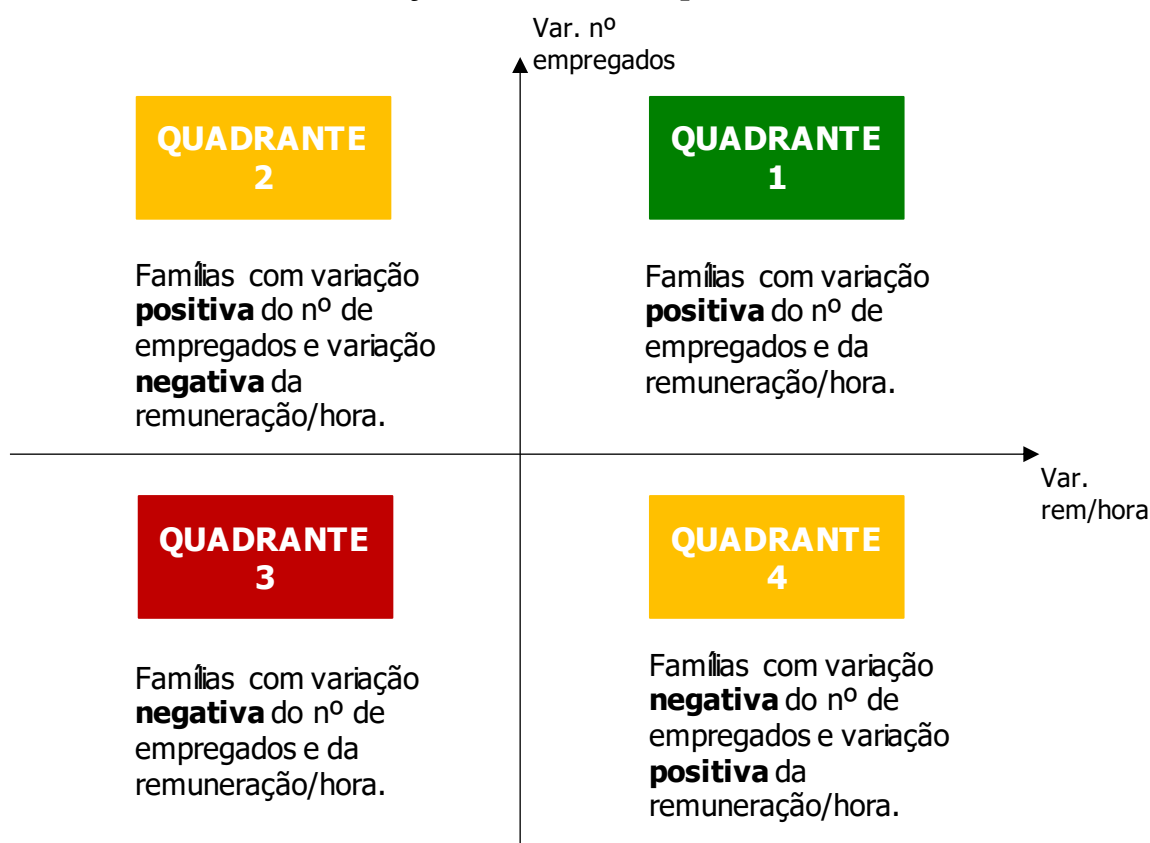 Var. nº
empregados
QUADRANTE
2
Famílias com variação
positiva do nº de
empregados e variação
negativa da
remuneração/hora.
QUADRANTE
1
Famílias com variação
positiva do nº de
empregados e da
remuneração/hora.
Var.
rem/hora
QUADRANTE
3
Famílias com variação
negativa do nº de
empregados e da
remuneração/hora.
QUADRANTE
4
Famílias com variação
negativa do nº de
empregados e variação
positiva da
remuneração/hora.